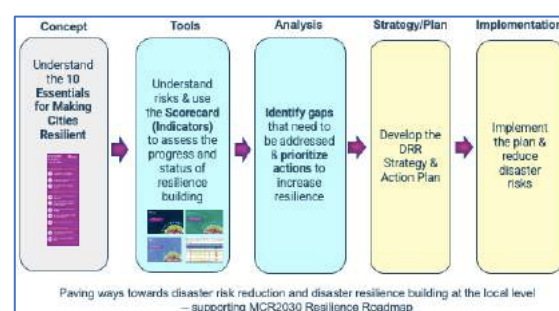 Concept
Tools
Analysis
Strategy/Plan
Implementation
Understand
the 10
Essentials
for Making
Cities
Resilient
Understand
risks & use
the Scorecard
(Indicators)
to assess the
progress and
status of
resilience
building
Identify gaps
that need to
be addressed
& prioritize
actions to
increase
resilience
Develop the
DRR
Strategy &
Action Plan
Implement
the plan &
reduce
disaster
risks
Paving ways towards disaster risk reduction and disaster resilience building at the local level
– supporting MCR2030 Resilience Roadmap